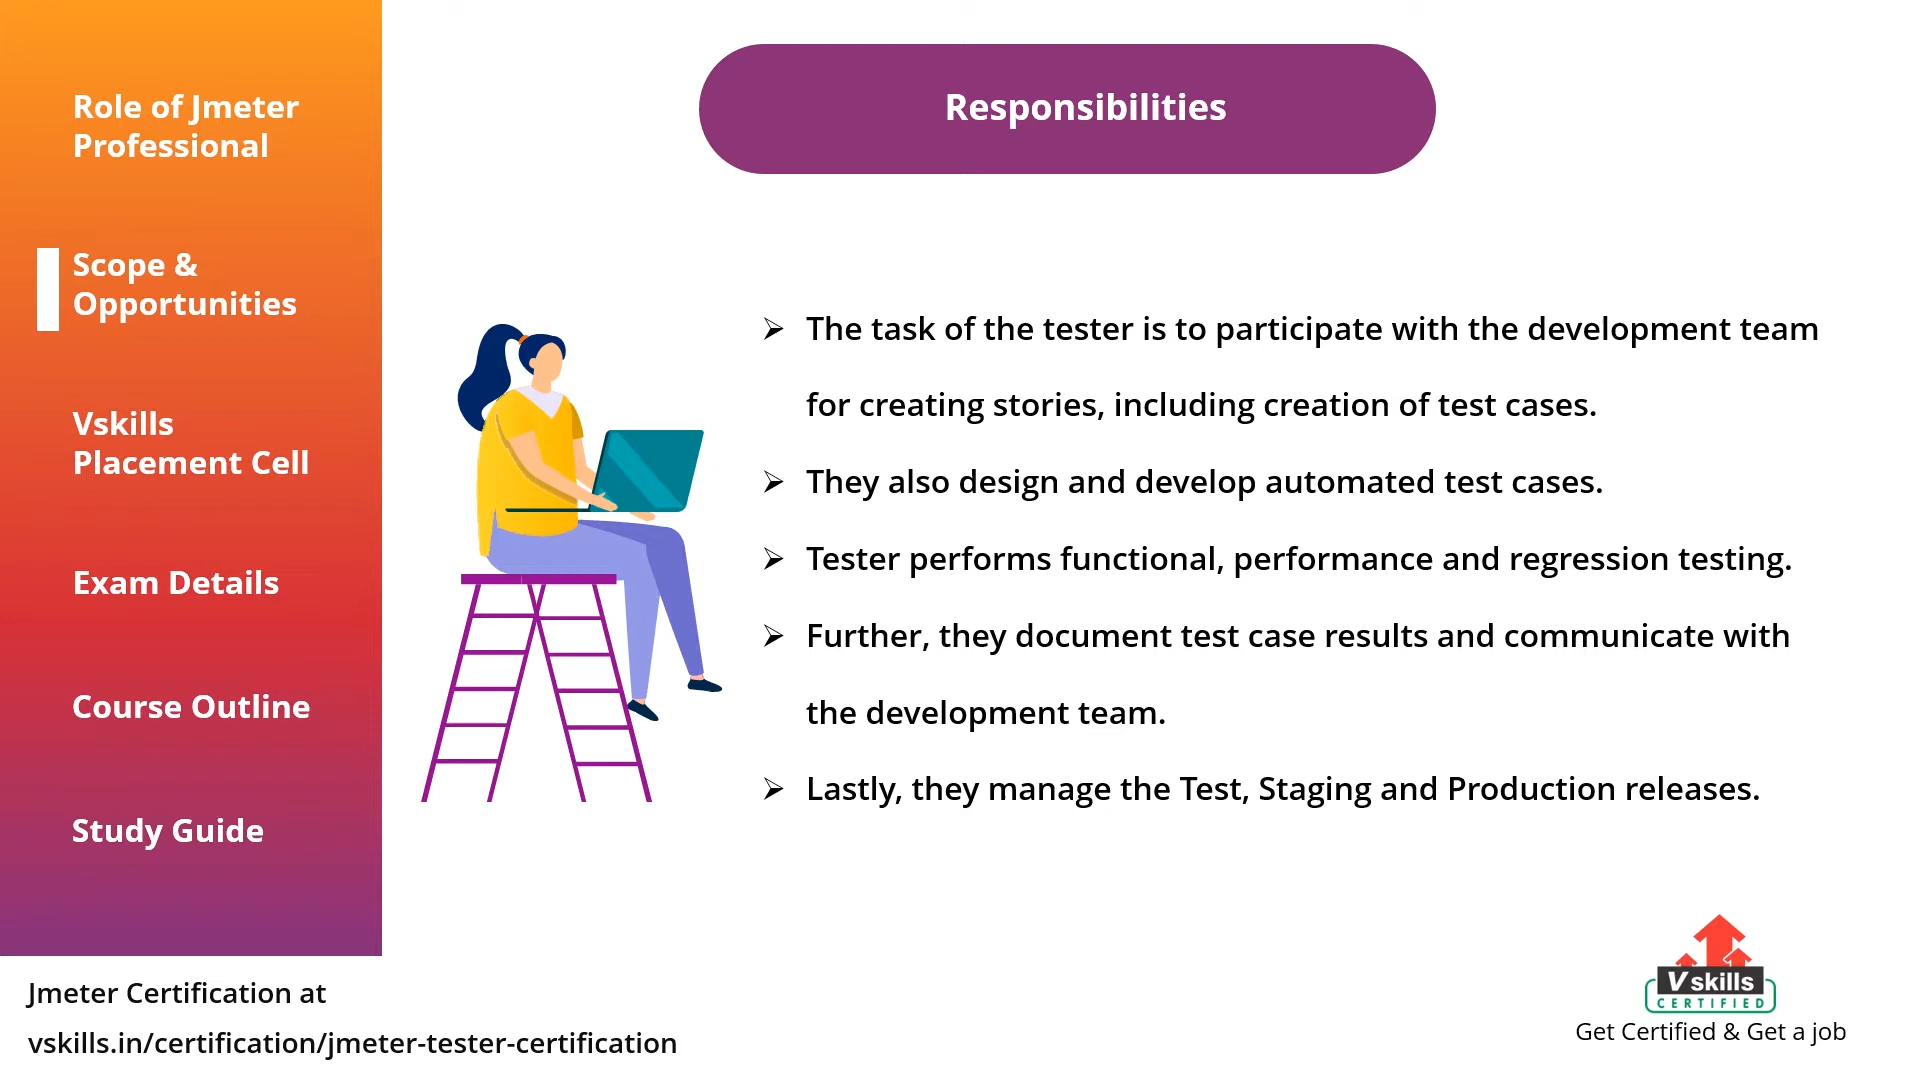 Role of Jmeter
Professional
Scope &
Opportunities
Vskills
Placement Cell
Exam Details
Course Outline
Study Guide
Responsibilities
➢ The task of the tester is to participate with the development team
for creating stories, including creation of test cases.
➢ They also design and develop automated test cases.
➢ Tester performs functional, performance and regression testing.
➢ Further, they document test case results and communicate with
the development team.
➢ Lastly, they manage the Test, Staging and Production releases.
Jmeter Certification at
vskills.in/certification/jmeter-tester-certification
Vskills
CERTIFIED
Get Certified & Get a job